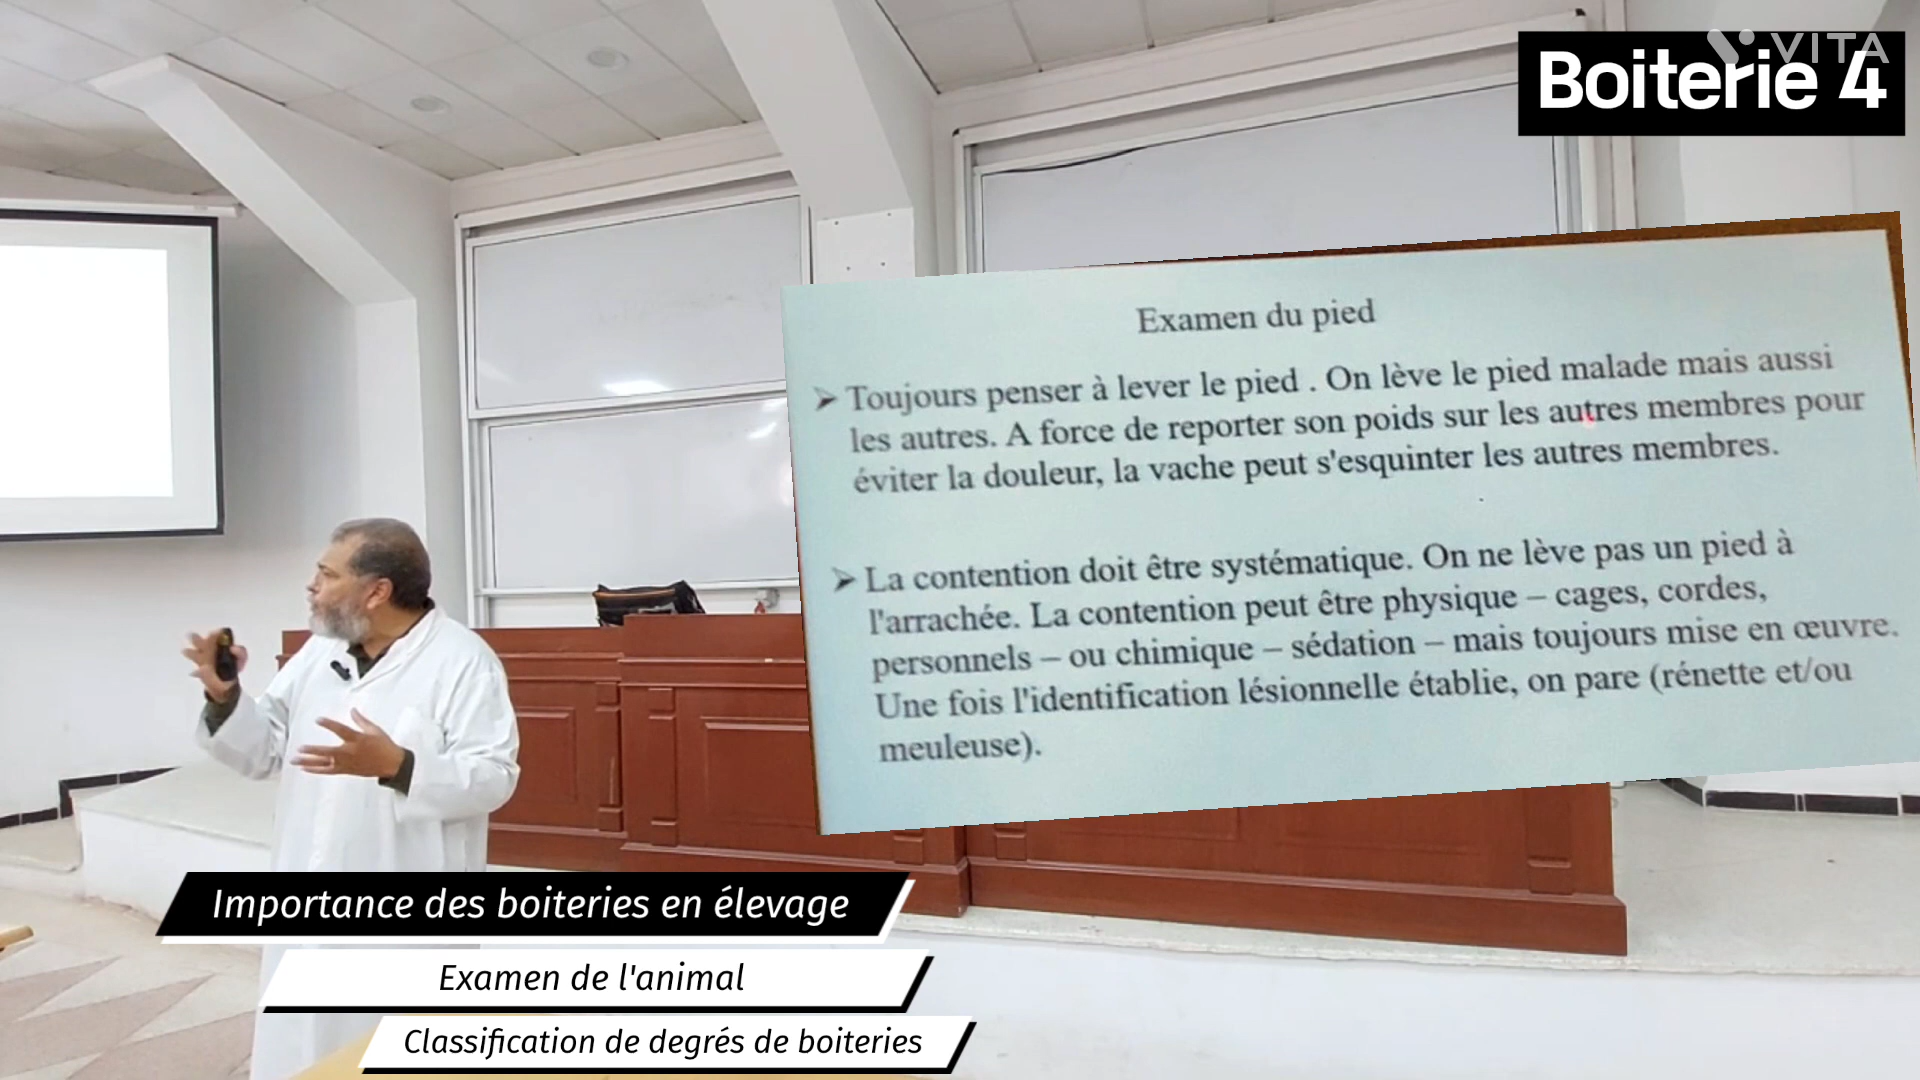 VITA
Boiterie 4
Examen du pied
➢ Toujours penser à lever le pied . On lève le pied malade mais aussi
les autres. A force de reporter son poids sur les autres membres pour
éviter la douleur, la vache peut s'esquinter les autres membres.
➢ La contention doit être systématique. On ne lève pas un pied à
l'arrachée. La contention peut être physique – cages, cordes,
personnels – ou chimique – sédation – mais toujours mise en œuvre.
Une fois l'identification lésionnelle établie, on pare (rénette et/ou
meuleuse).
Importance des boiteries en élevage
Examen de l'animal
Classification de degrés de boiteries